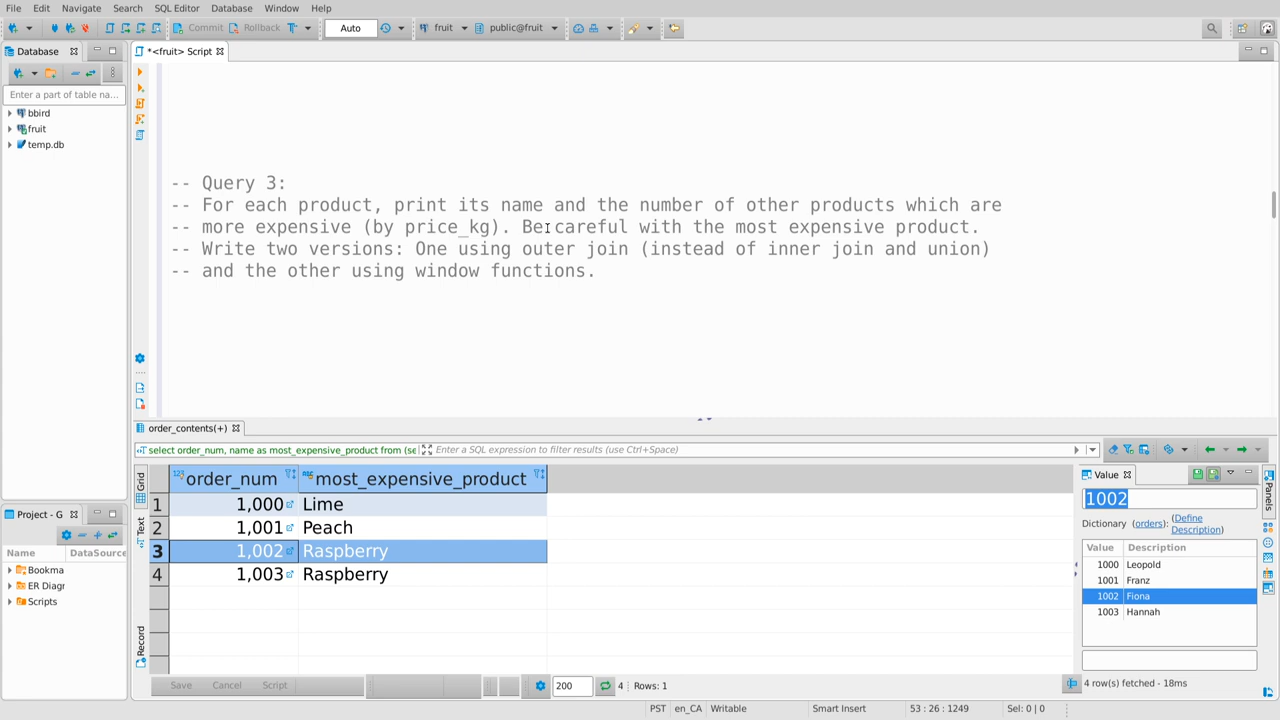 File Edit Navigate Search SQL Editor Database Window Help
Commit Rollback Auto fruit public@fruit
Database
*<fruit> Script
Enter a part of table na...
bbird
fruit
temp.db
-- Query 3:
-- For each product, print its name and the number of other products which are
-- more expensive (by price_kg). Be careful with the most expensive product.
-- Write two versions: One using outer join (instead of inner join and union)
-- and the other using window functions.
order_contents(+)
select order_num, name as most_expensive_product from (se
Enter a SQL expression to filter results (use Ctrl+Space)
Grid
Text
Record
order_num most_expensive_product
1 1,000 Lime
2 1,001 Peach
3 1,002 Raspberry
4 1,003 Raspberry
Value
Panels
1002
Dictionary (orders): (Define
Description)
Value Description
1000 Leopold
1001 Franz
1002 Fiona
1003 Hannah
Project - G
Name DataSource
Bookma
ER Diagr
Scripts
Save Cancel Script 200 4 Rows: 1
4 row(s) fetched - 18ms
PST en_CA Writable Smart Insert 53 : 26 : 1249 Sel: 0 | 0